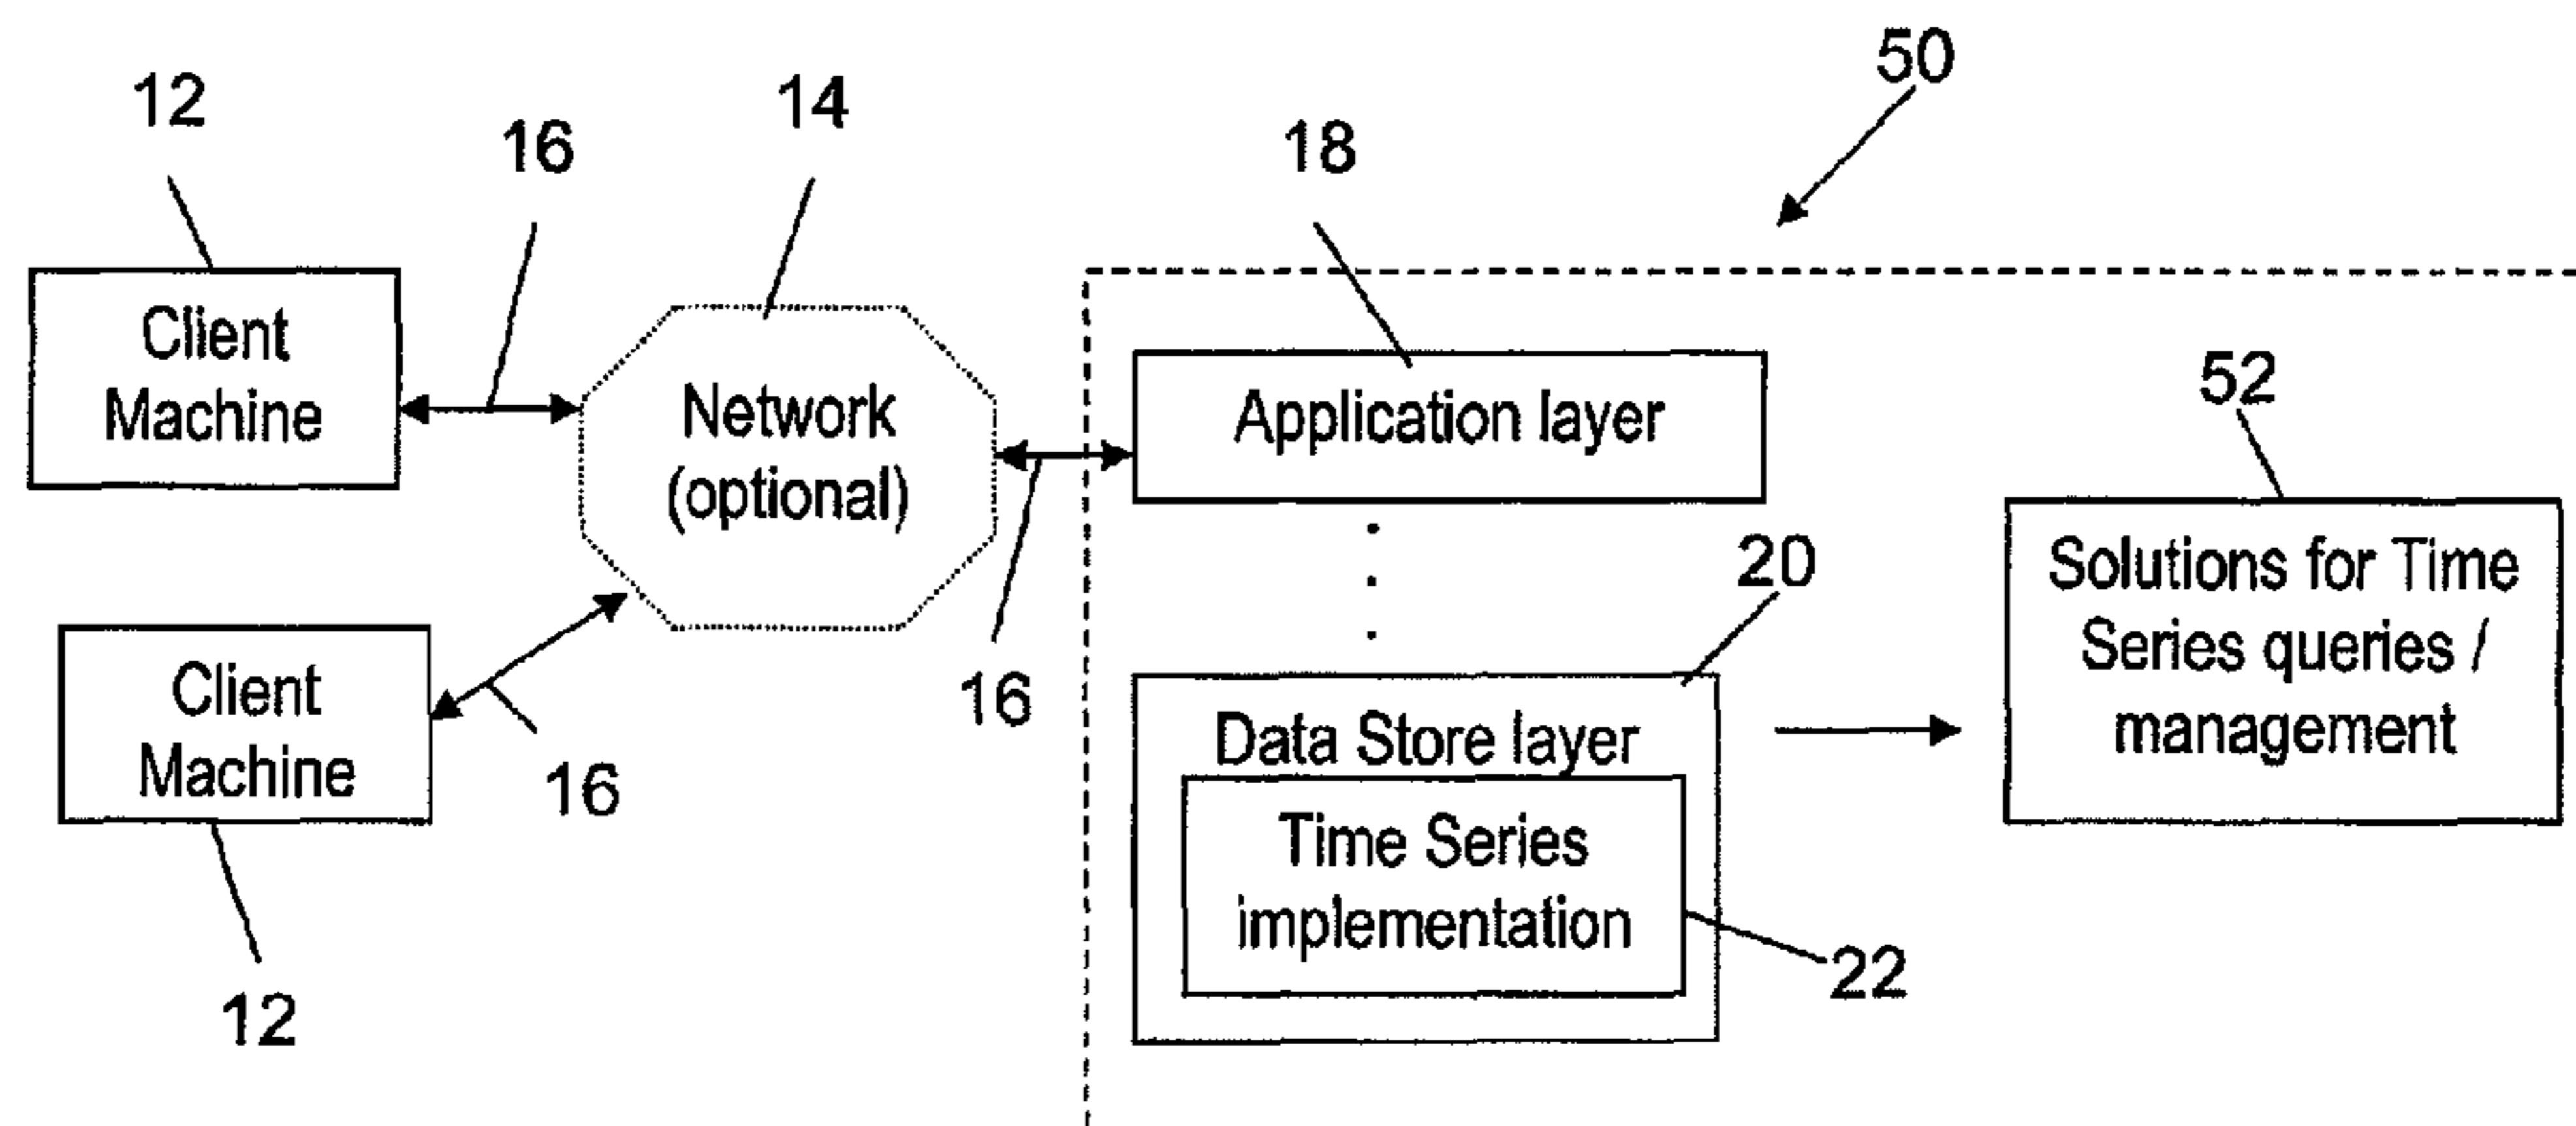 50
12
14
16
18
Client
Machine
Network
(optional)
Application layer
52
16
20
Solutions for Time
Series queries /
management
Client
Machine
16
Data Store layer
Time Series
implementation
22
12